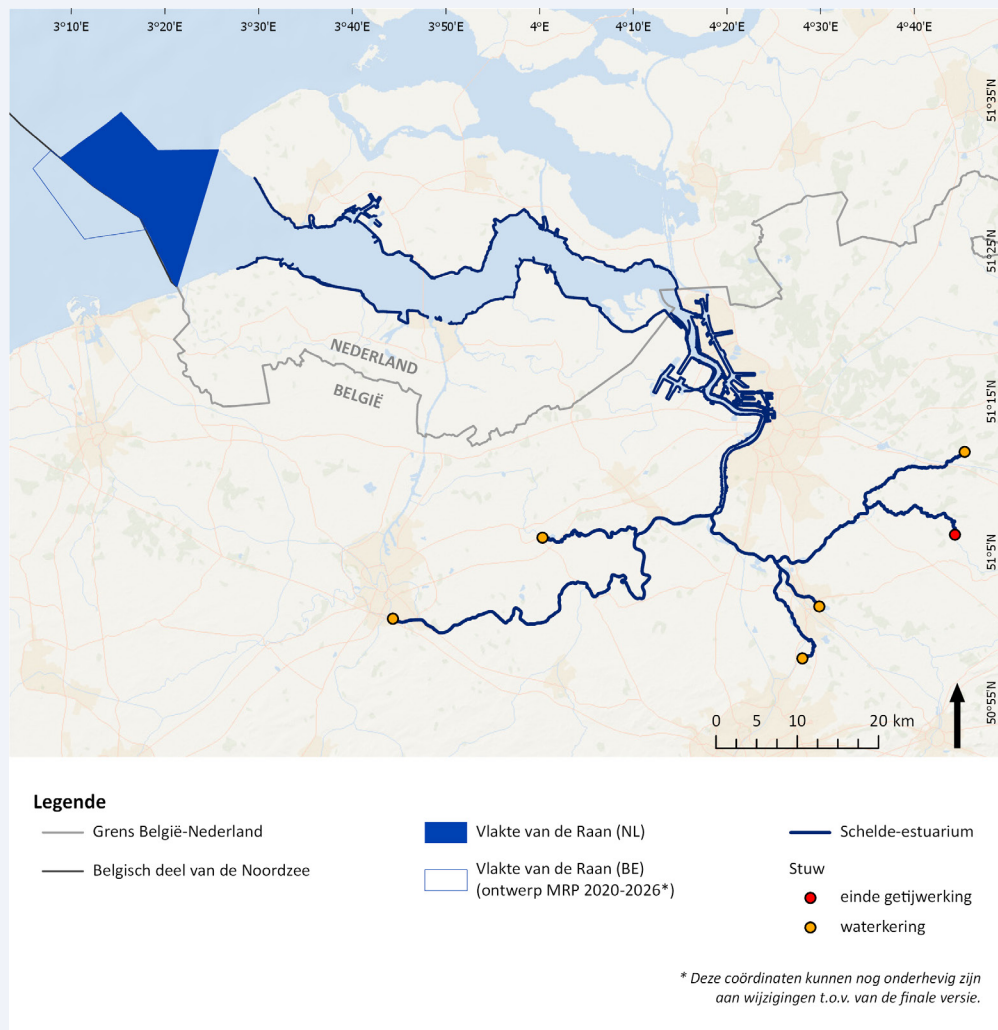 3°10'E 3°20'E 3°30'E 3°40'E 3°50'E 4°0'E 4°10'E 4°20'E 4°30'E 4°40'E
51°35'N
51°25'N
NEDERLAND
BELGIË
51°15'N
51°5'N
50°55'N
0 5 10 20 km
Legende
Grens België-Nederland
Belgisch deel van de Noordzee
Vlakte van de Raan (NL)
Vlakte van de Raan (BE)
(ontwerp MRP 2020-2026*)
Schelde-estuarium
Stuw
einde getijwerking
waterkering
* Deze coördinaten kunnen nog onderhevig zijn
aan wijzigingen t.o.v. van de finale versie.